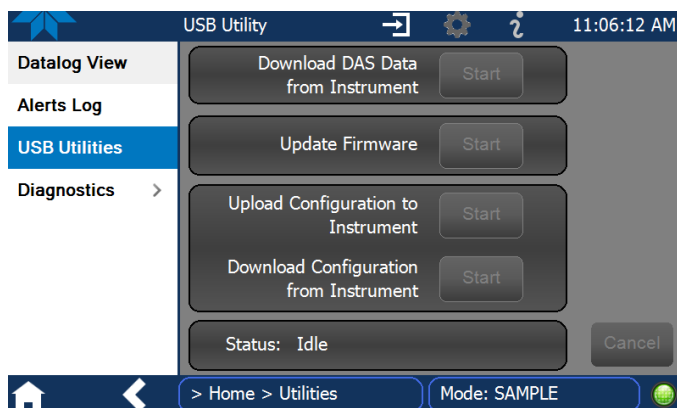 USB Utility
11:06:12 AM
Datalog View
Alerts Log
USB Utilities
Diagnostics >
Download DAS Data
from Instrument
Start
Update Firmware
Start
Upload Configuration to
Instrument
Start
Download Configuration
from Instrument
Start
Status: Idle
Cancel
> Home > Utilities
Mode: SAMPLE